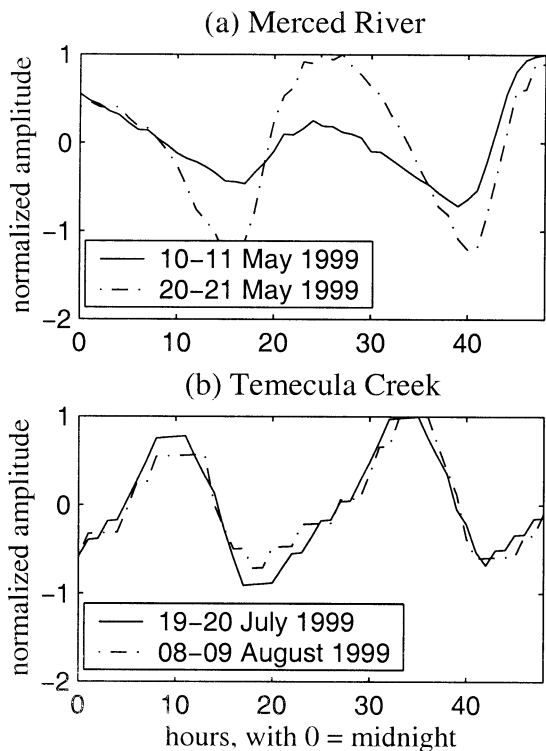 (a) Merced River
1
0
-1
-2
normalized amplitude
10-11 May 1999
20-21 May 1999
0 10 20 30 40
(b) Temecula Creek
1
0
-1
-2
normalized amplitude
19-20 July 1999
08-09 August 1999
0 10 20 30 40
hours, with 0 = midnight